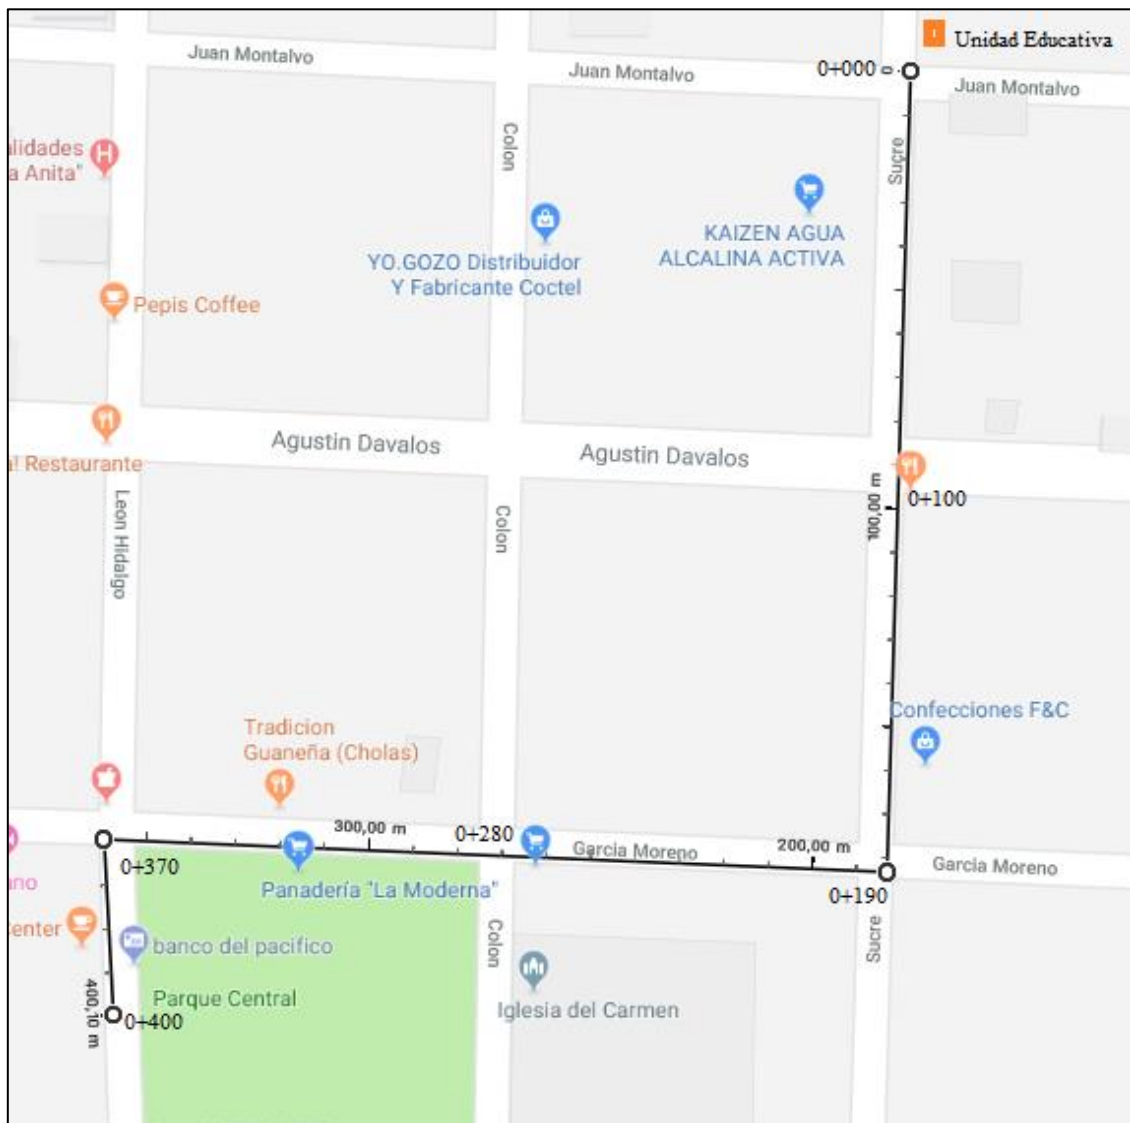 Unidad Educativa
Juan Montalvo
Juan Montalvo
0+000
Juan Montalvo
Colon
Sucre
alidades
a Anita"
YO.GOZO Distribuidor
Y Fabricante Coctel
KAIZEN AGUA
ALCALINA ACTIVA
Pepis Coffee
Agustin Davalos
Agustin Davalos
a! Restaurante
Leon Hidalgo
Colon
100,00 m
0+100
Confecciones F&C
Tradicion
Guaneña (Cholas)
300,00 m
0+280
Garcia Moreno
200,00 m
Garcia Moreno
0+370
0+190
ano
Panadería "La Moderna"
Center
banco del pacifico
Colon
Sucre
Parque Central
400,10 m
0+400
Iglesia del Carmen